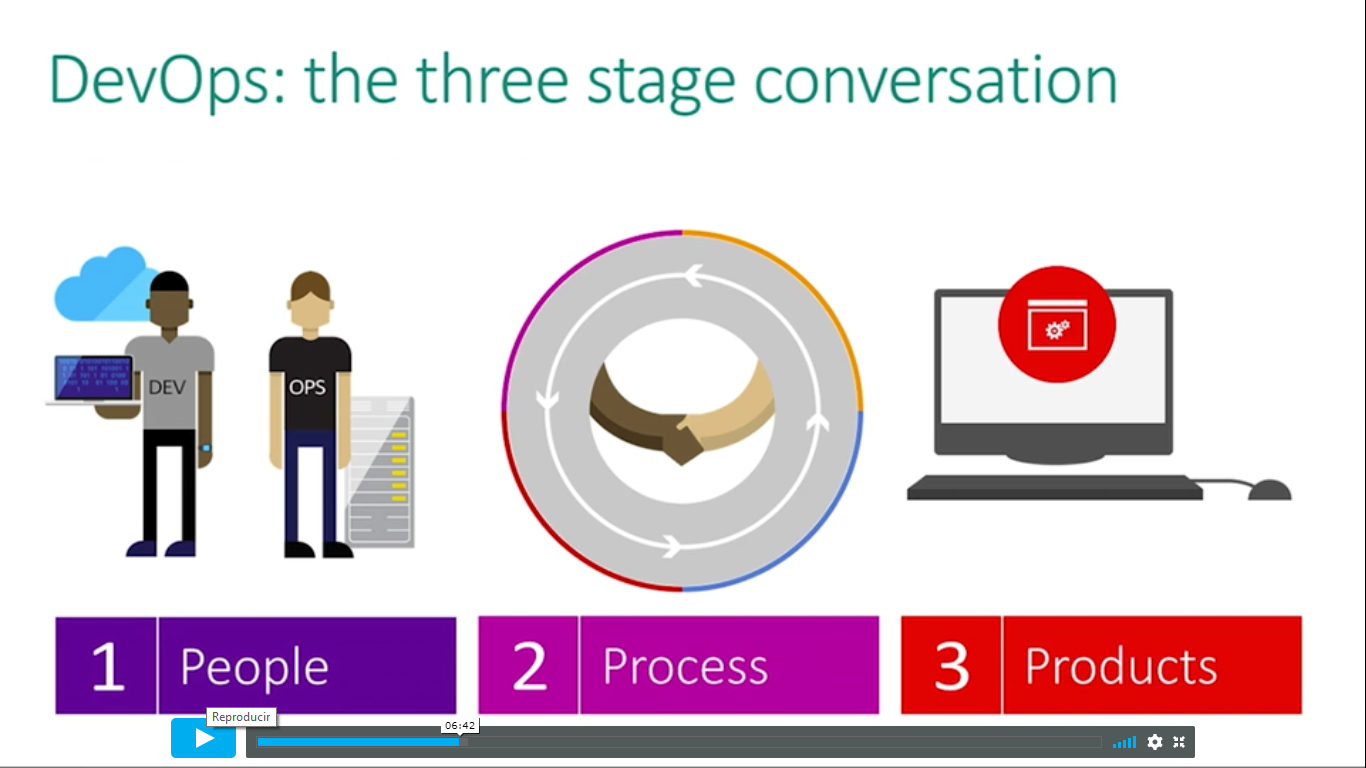 DevOps: the three stage conversation
DEV
OPS
1 People
2 Process
3 Products
Reproducir
06:42